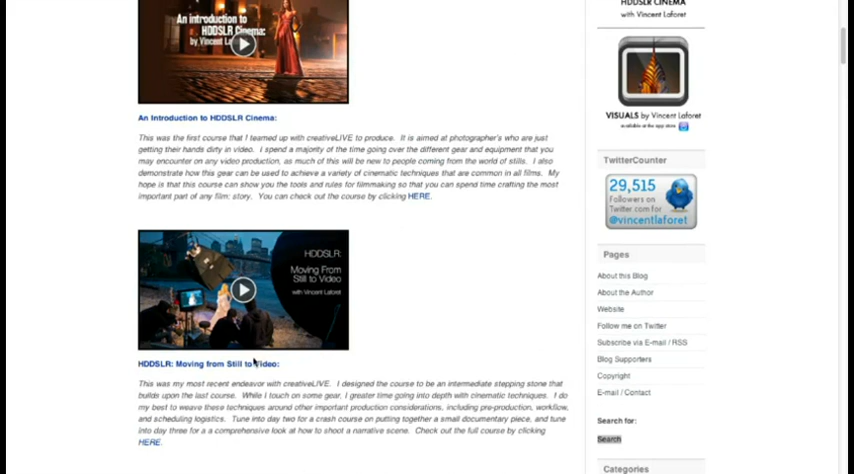 An introduction to
HDDSLR Cinema:
by Vincent La
An Introduction to HDDSLR Cinema:
This was the first course that I teamed up with creativeLIVE to produce. It is aimed at photographer's who are just
getting their hands dirty in video. I spend a majority of the time going over the different gear and equipment that you
may encounter on any video production, as much of this will be new to people coming from the world of stills. I also
demonstrate how this gear can be used to achieve a variety of cinematic techniques that are common in all films. My
hope is that this course can show you the tools and rules for filmmaking so that you can spend time crafting the most
important part of any film: story. You can check out the course by clicking HERE.
HDDSLR:
Moving From
Still to Video
with Vincent Laforet
HDDSLR: Moving from Still to Video:
This was my most recent endeavor with creativeLIVE. I designed the course to be an intermediate stepping stone that
builds upon the last course. While I touch on some gear, I greater time going into depth with cinematic techniques. I do
my best to weave these techniques around other important production considerations, including pre-production, workflow,
and scheduling logistics. Tune into day two for a crash course on putting together a small documentary piece, and tune
into day three for a a comprehensive look at how to shoot a narrative scene. Check out the full course by clicking
HERE.
HDDSLR CINEMA
with Vincent Laforet
VISUALS by Vincent Laforet
available at the app store
TwitterCounter
29,515
Followers on
Twitter.com for
@vincentlaforet
Pages
About this Blog
About the Author
Website
Follow me on Twitter
Subscribe via E-mail / RSS
Blog Supporters
Copyright
E-mail / Contact
Search for:
Search
Categories